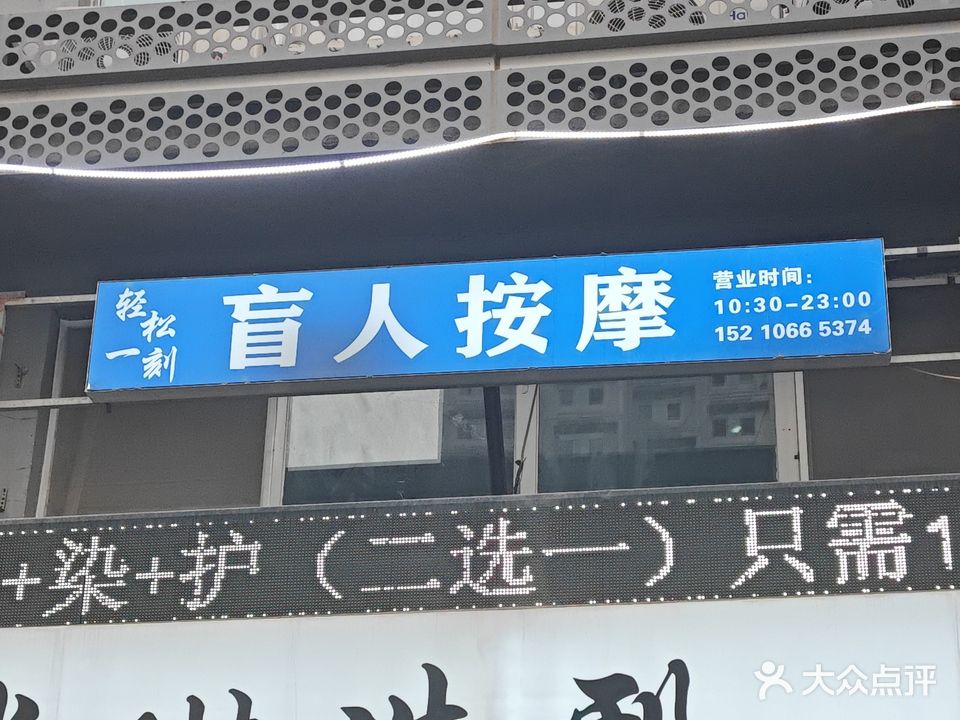 轻松一刻
盲人按摩
营业时间：
10:30-23:00
152 1066 5374
+染+护（二选一）只需1
大众点评